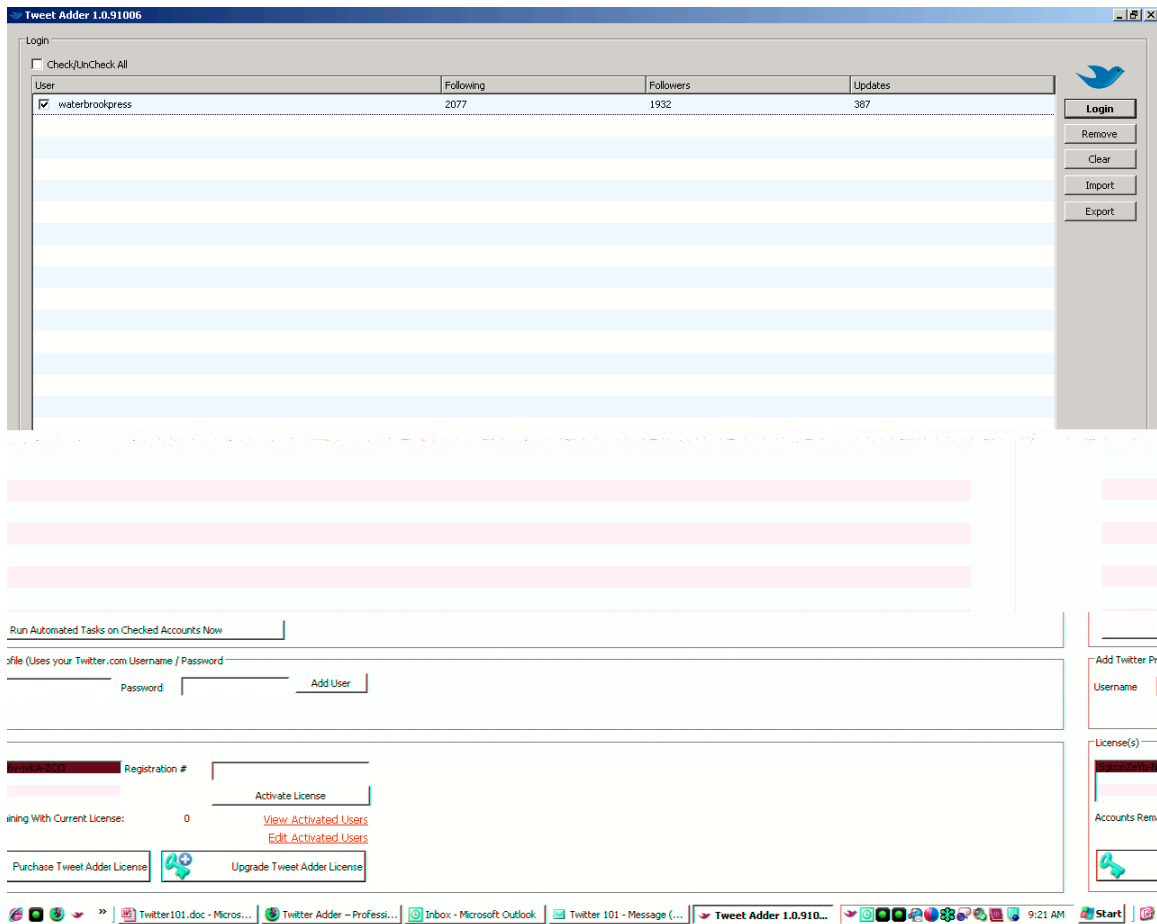 Tweet Adder 1.0.91006
Login
Check/UnCheck All
User Following Followers Updates
waterbrookpress 2077 1932 387
Login
Remove
Clear
Import
Export
Run Automated Tasks on Checked Accounts Now
ofile (Uses your Twitter.com Username / Password
Add Twitter Pr
Password
Add User
Username
License(s)
Registration #
Activate License
ining With Current License: 0
View Activated Users
Accounts Rema
Edit Activated Users
Purchase Tweet Adder License
Upgrade Tweet Adder License
» Twitter101.doc - Micros... Twitter Adder – Professi... Inbox - Microsoft Outlook Twitter 101 - Message (... Tweet Adder 1.0.910... 9:21 AM Start